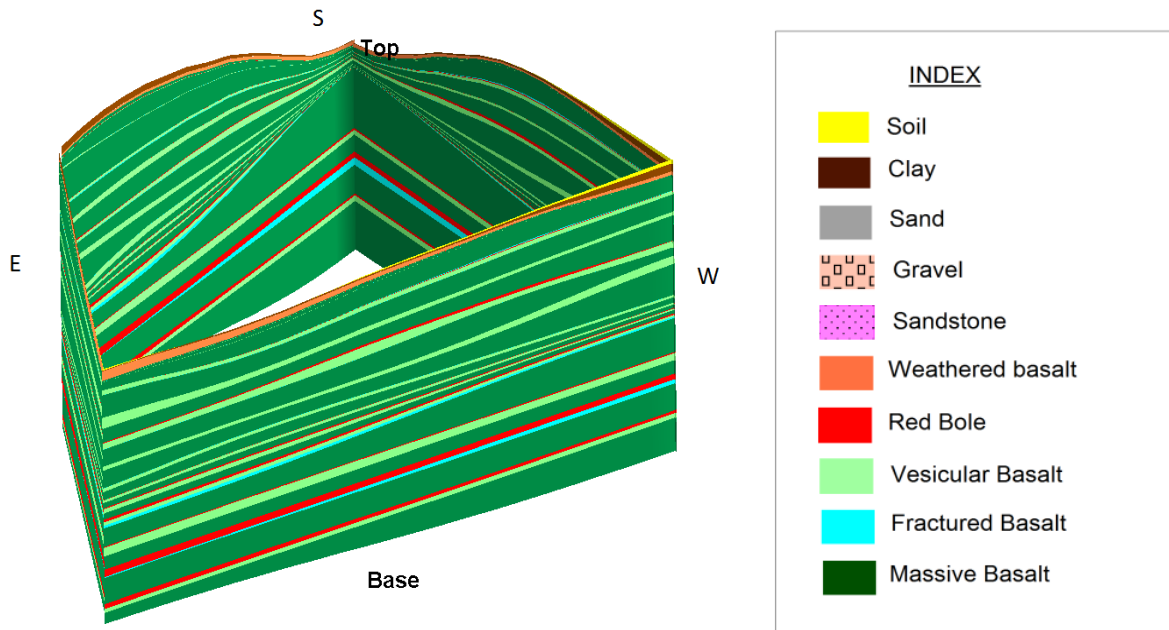 S
Top
E
W
Base
INDEX
Soil
Clay
Sand
Gravel
Sandstone
Weathered basalt
Red Bole
Vesicular Basalt
Fractured Basalt
Massive Basalt